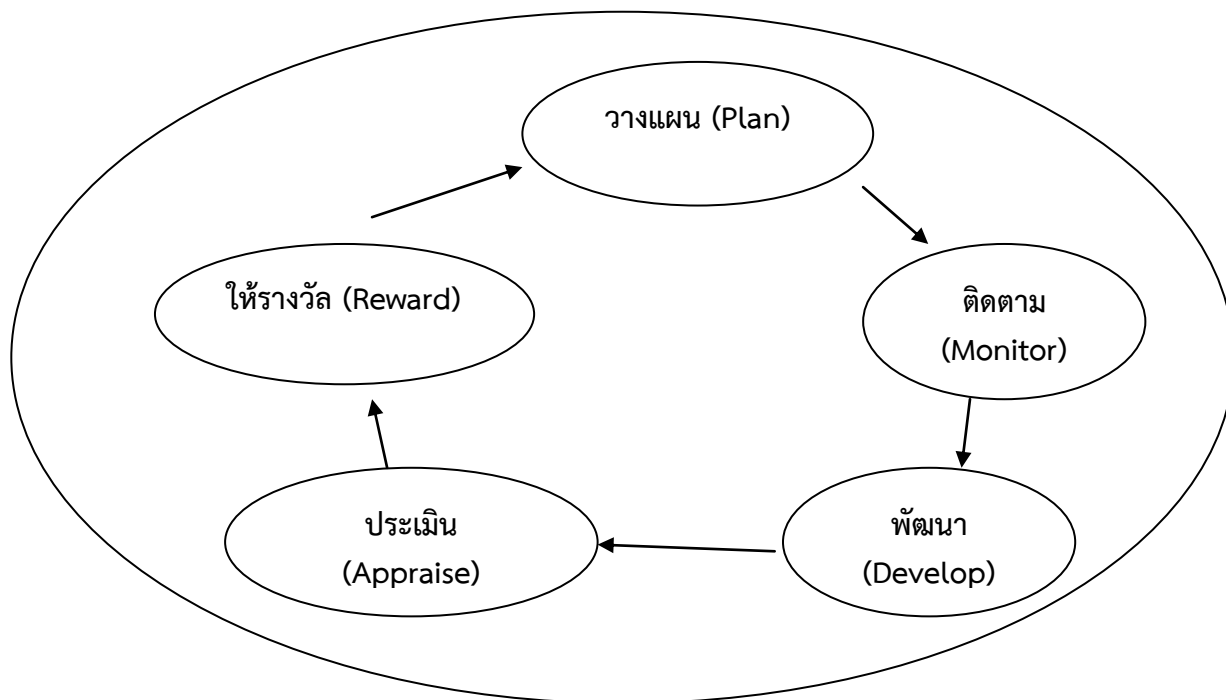 วางแผน (Plan)
ติดตาม
(Monitor)
พัฒนา
(Develop)
ประเมิน
(Appraise)
ให้รางวัล (Reward)